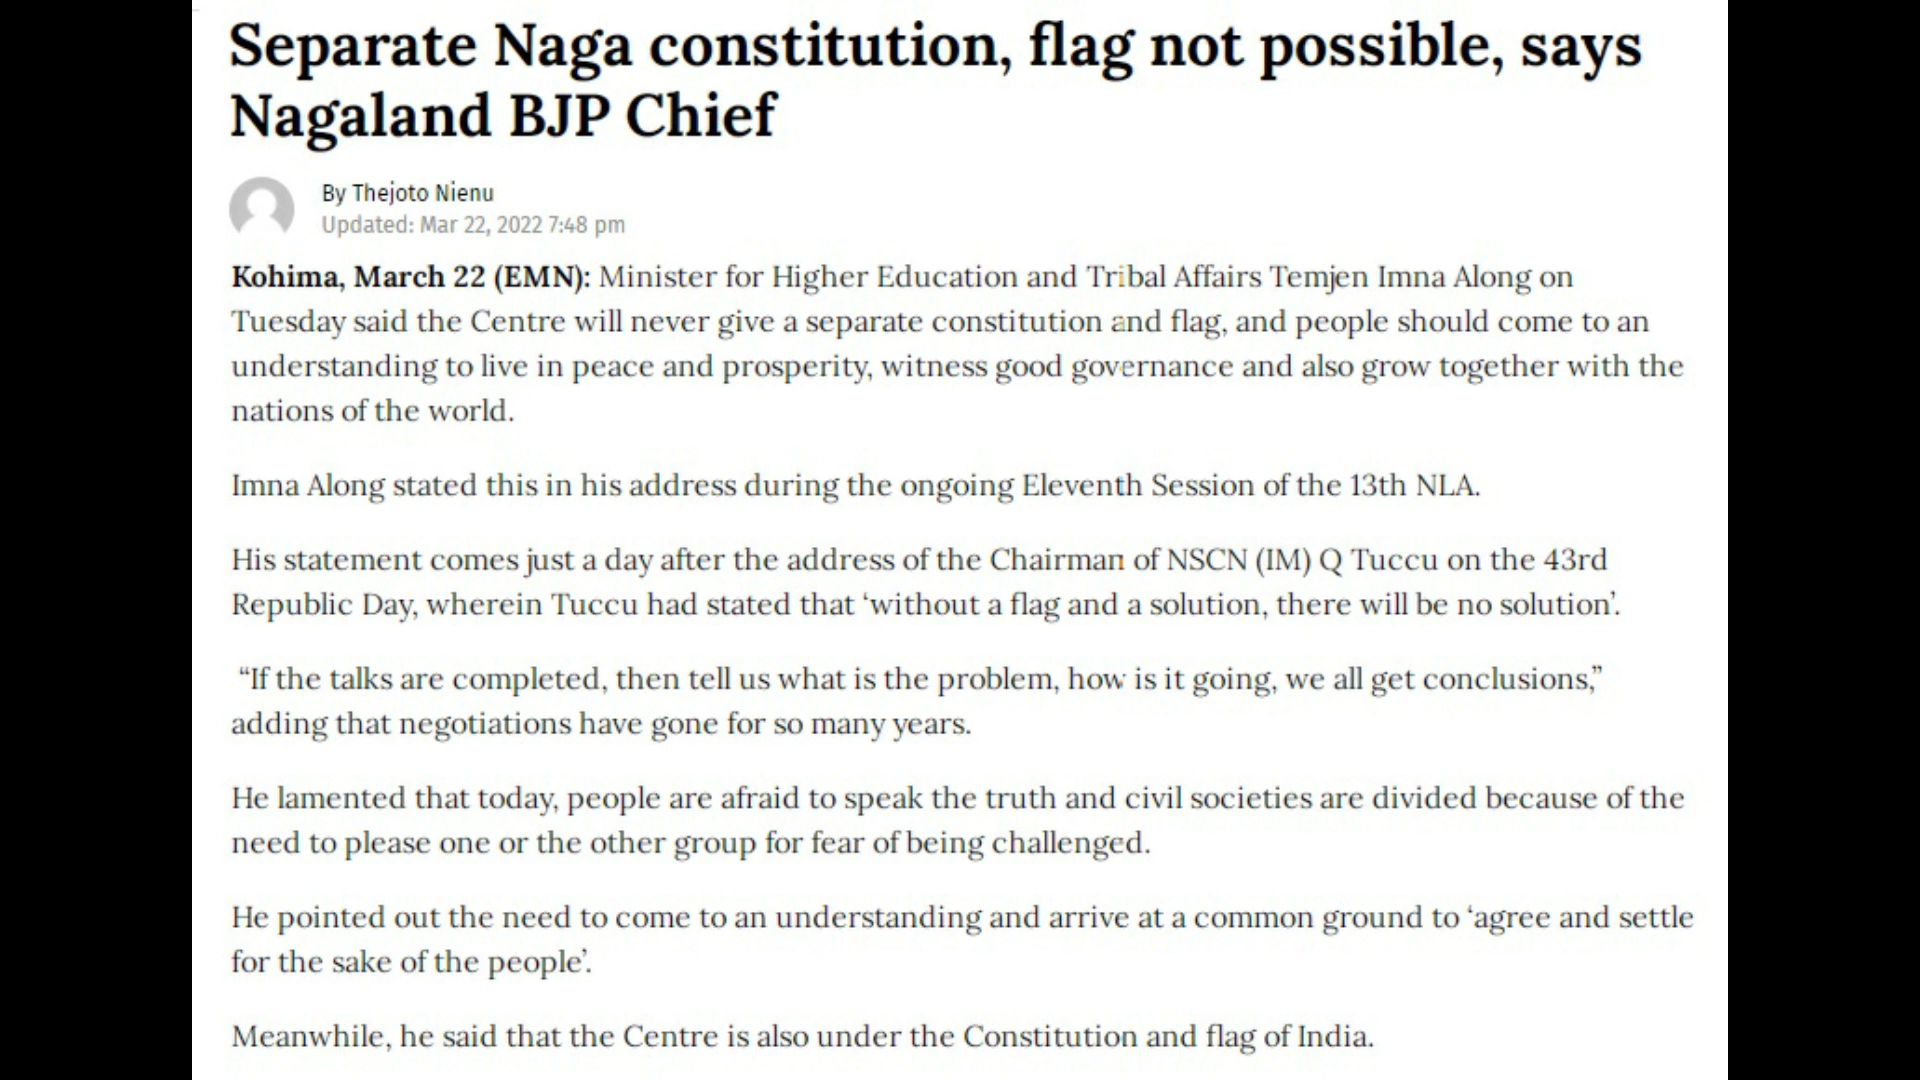 Separate Naga constitution, flag not possible, says
Nagaland BJP Chief
By Thejoto Nienu
Updated: Mar 22, 2022 7:48 pm
Kohima, March 22 (EMN): Minister for Higher Education and Tribal Affairs Temjen Imna Along on
Tuesday said the Centre will never give a separate constitution and flag, and people should come to an
understanding to live in peace and prosperity, witness good governance and also grow together with the
nations of the world.
Imna Along stated this in his address during the ongoing Eleventh Session of the 13th NLA.
His statement comes just a day after the address of the Chairman of NSCN (IM) Q Tuccu on the 43rd
Republic Day, wherein Tuccu had stated that ‘without a flag and a solution, there will be no solution’.
“If the talks are completed, then tell us what is the problem, how is it going, we all get conclusions,”
adding that negotiations have gone for so many years.
He lamented that today, people are afraid to speak the truth and civil societies are divided because of the
need to please one or the other group for fear of being challenged.
He pointed out the need to come to an understanding and arrive at a common ground to ‘agree and settle
for the sake of the people’.
Meanwhile, he said that the Centre is also under the Constitution and flag of India.